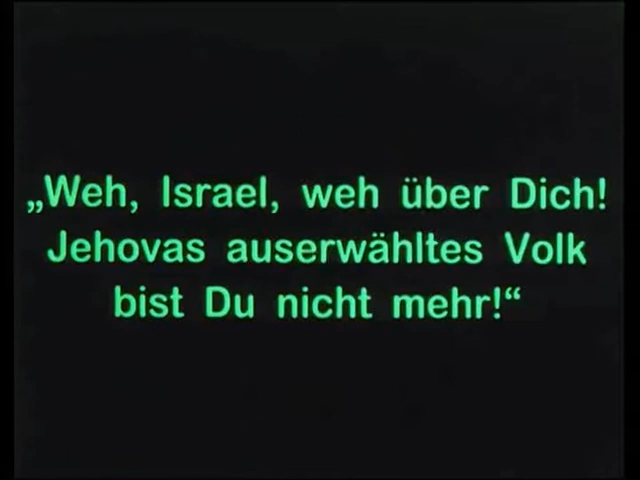 „Weh, Israel, weh über Dich!
Jehovas auserwähltes Volk
bist Du nicht mehr!“